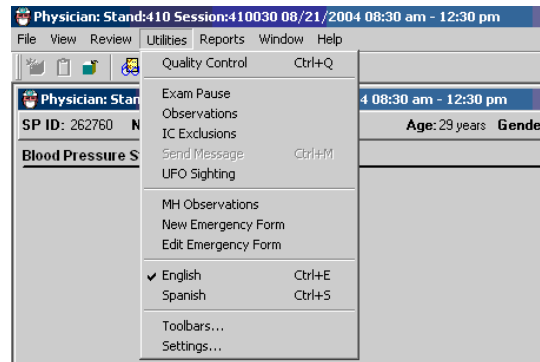 Physician: Stand:410 Session:410030 08/21/2004 08:30 am - 12:30 pm
File View Review Utilities Reports Window Help
Quality Control Ctrl+Q
Physician: Stan 4 08:30 am - 12:30 pm
Exam Pause
Observations
SP ID: 262760 N Age: 29 years Gende
IC Exclusions
Send Message Ctrl+M
Blood Pressure S
UFO Sighting
MH Observations
New Emergency Form
Edit Emergency Form
English Ctrl+E
Spanish Ctrl+S
Toolbars...
Settings...